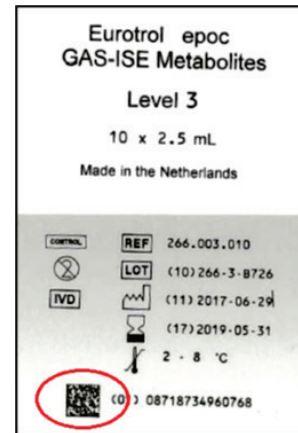 Eurotrol epoc
GAS-ISE Metabolites
Level 3
10 x 2.5 mL
Made in the Netherlands
CONTROL REF 266.003.010
2 LOT (10)266-3-8726
IVD (11) 2017-06-29
(17)2019-05-31
2 - 8 °C
08718734960768